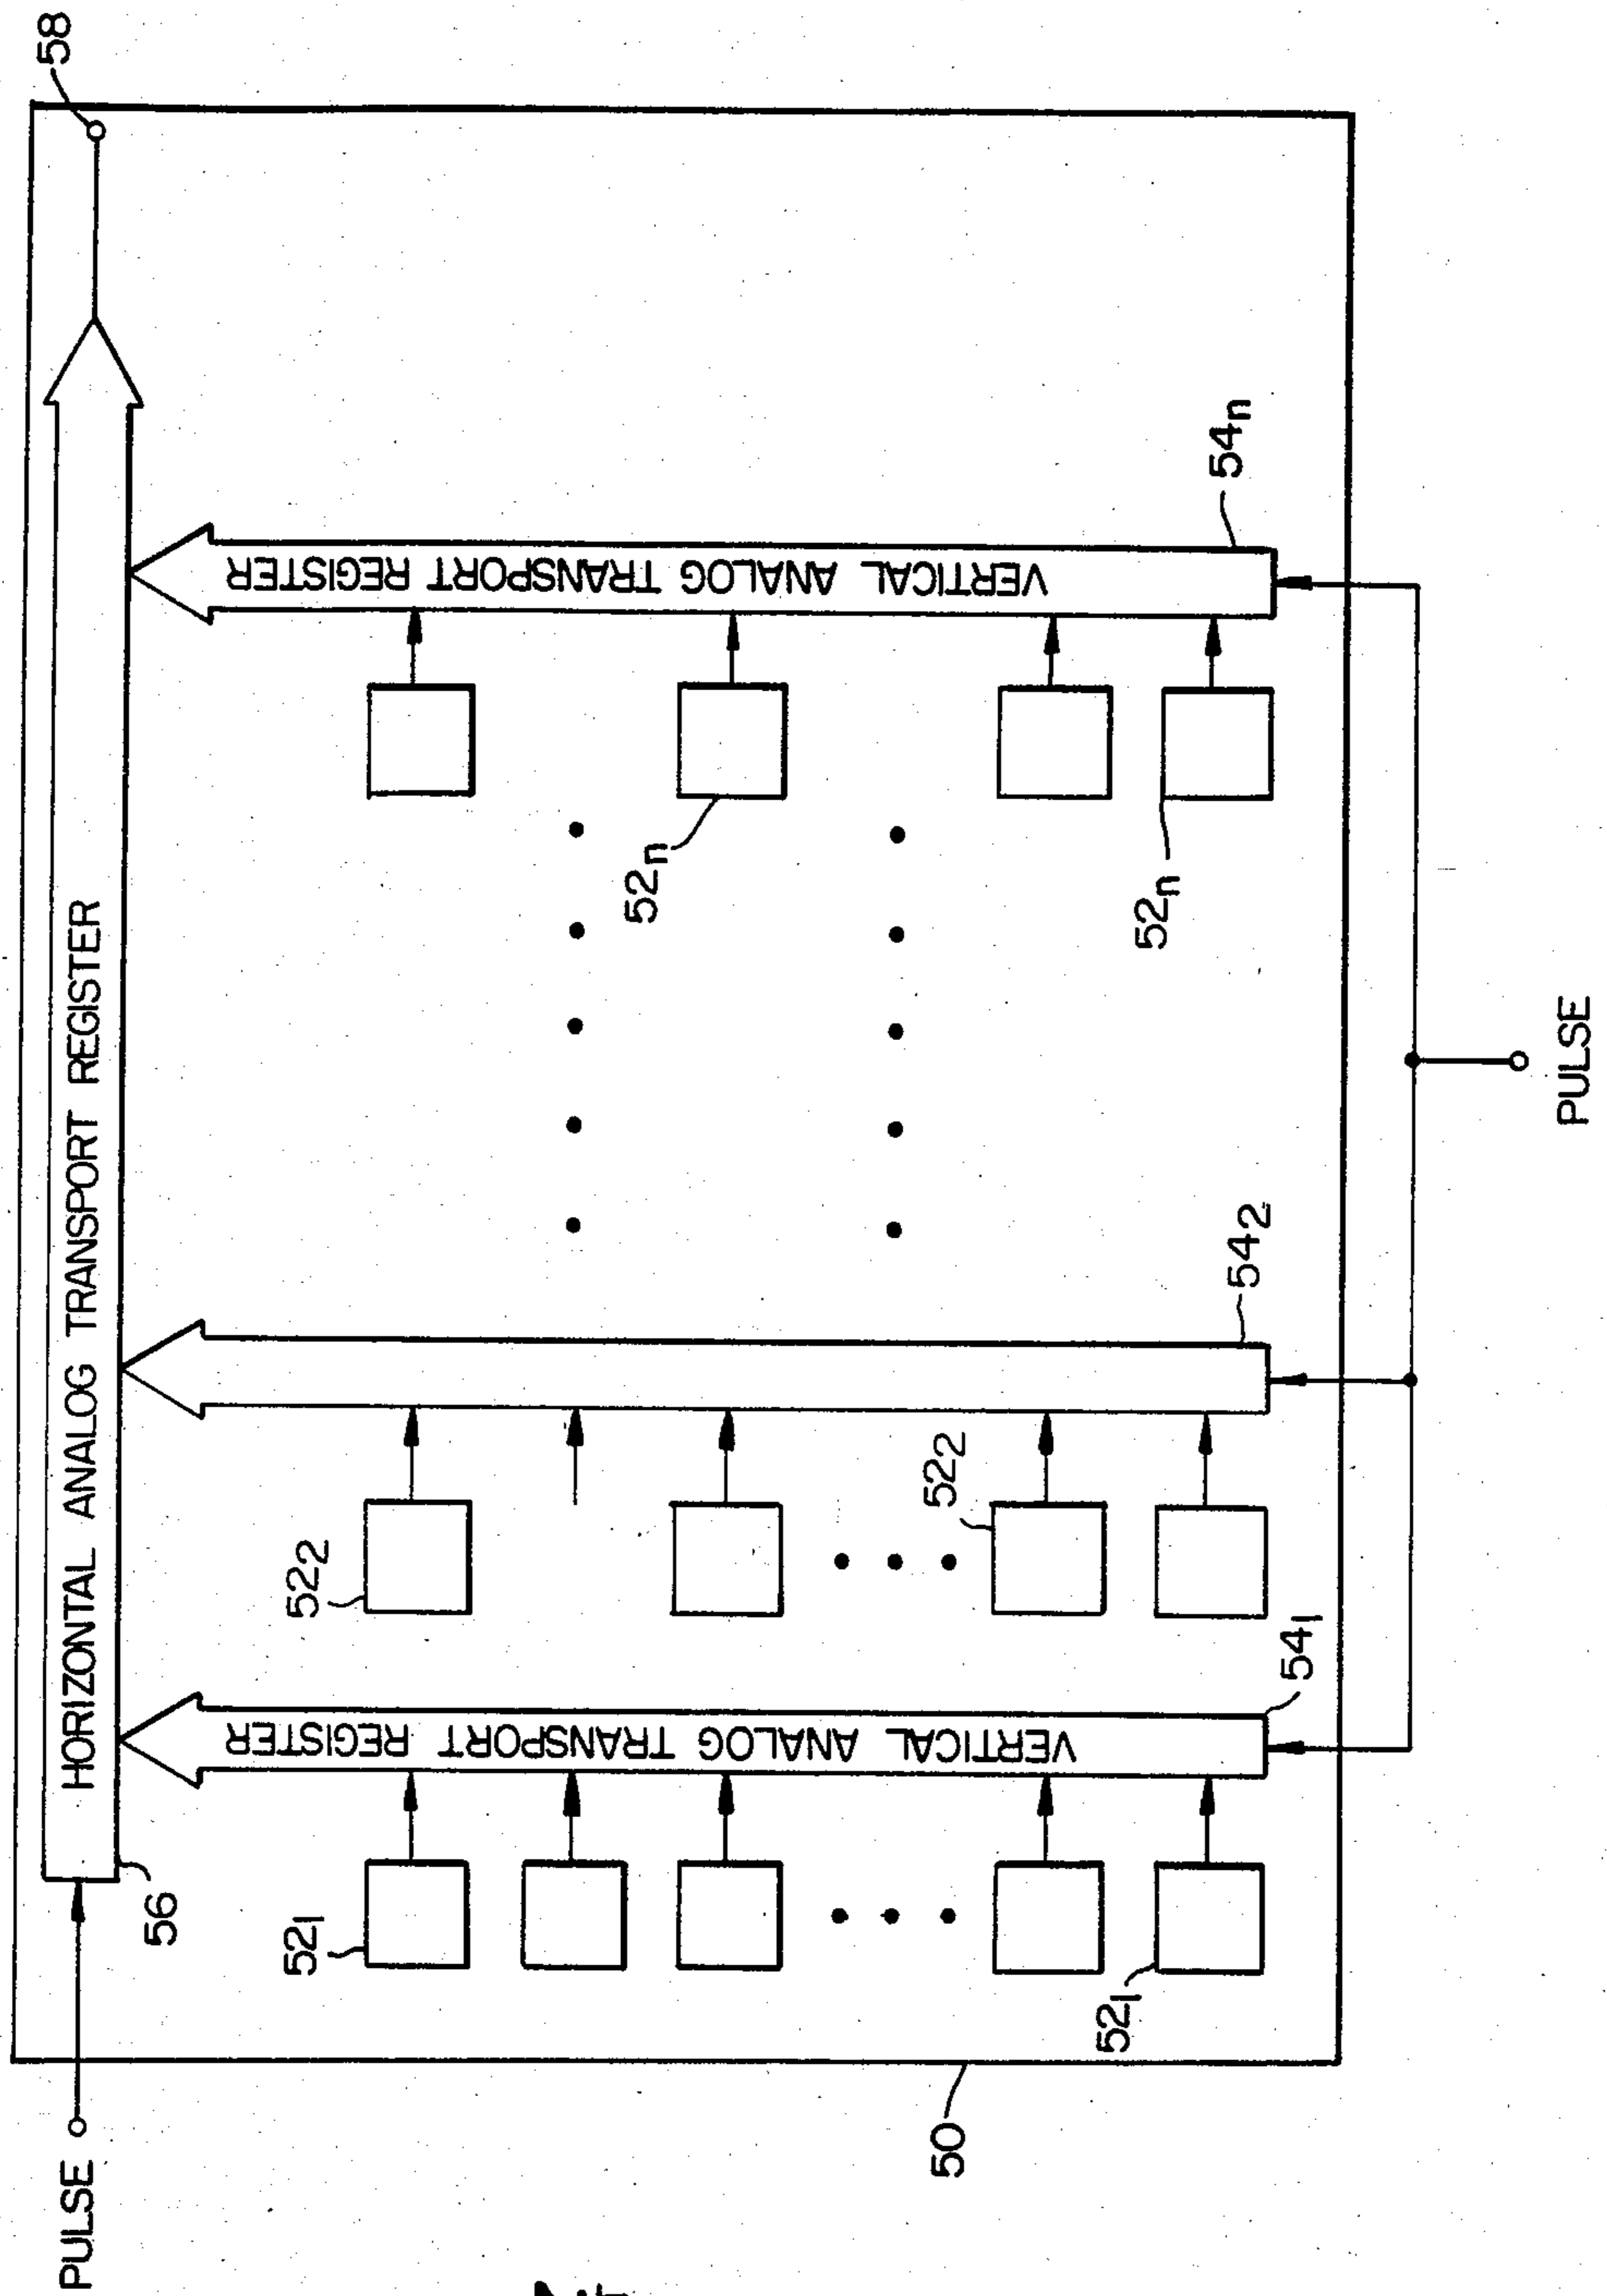 PULSE
HORIZONTAL ANALOG TRANSPORT REGISTER
58
56
52₁
52₂
52ₙ
VERTICAL ANALOG TRANSPORT REGISTER
VERTICAL ANALOG TRANSPORT REGISTER
52₂
52ₙ
52₁
54₁
54₂
54ₙ
50
PULSE